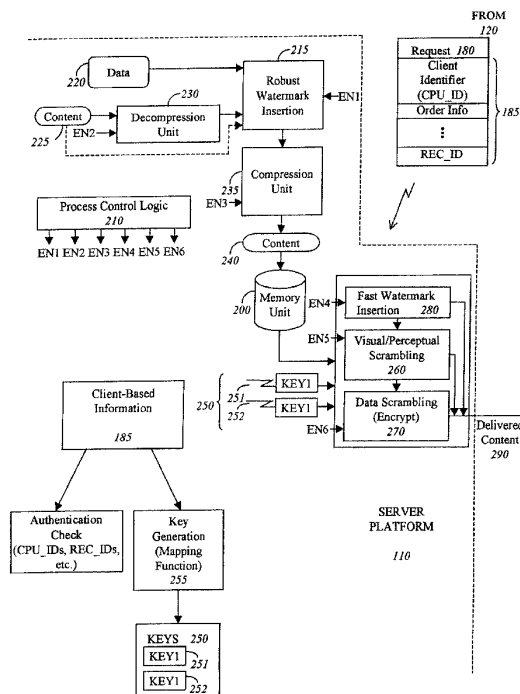 FROM
120
Request 180
Client
Identifier
(CPU_ID)
Order Info
REC_ID
185
215
220
Data
Robust
Watermark
Insertion
EN1
230
Content
225
EN2
Decompression
Unit
235
Compression
Unit
EN3
Process Control Logic
210
EN1 EN2 EN3 EN4 EN5 EN6
Content
240
200
Memory
Unit
EN4
Fast Watermark
Insertion 280
EN5
Visual/Perceptual
Scrambling
260
250
251
KEY1
252
KEY1
EN6
Data Scrambling
(Encrypt)
270
Delivered
Content
290
Client-Based
Information
185
SERVER
PLATFORM
110
Authentication
Check
(CPU_IDs, REC_IDs,
etc.)
Key
Generation
(Mapping
Function)
255
KEYS 250
KEY1
251
KEY1
252